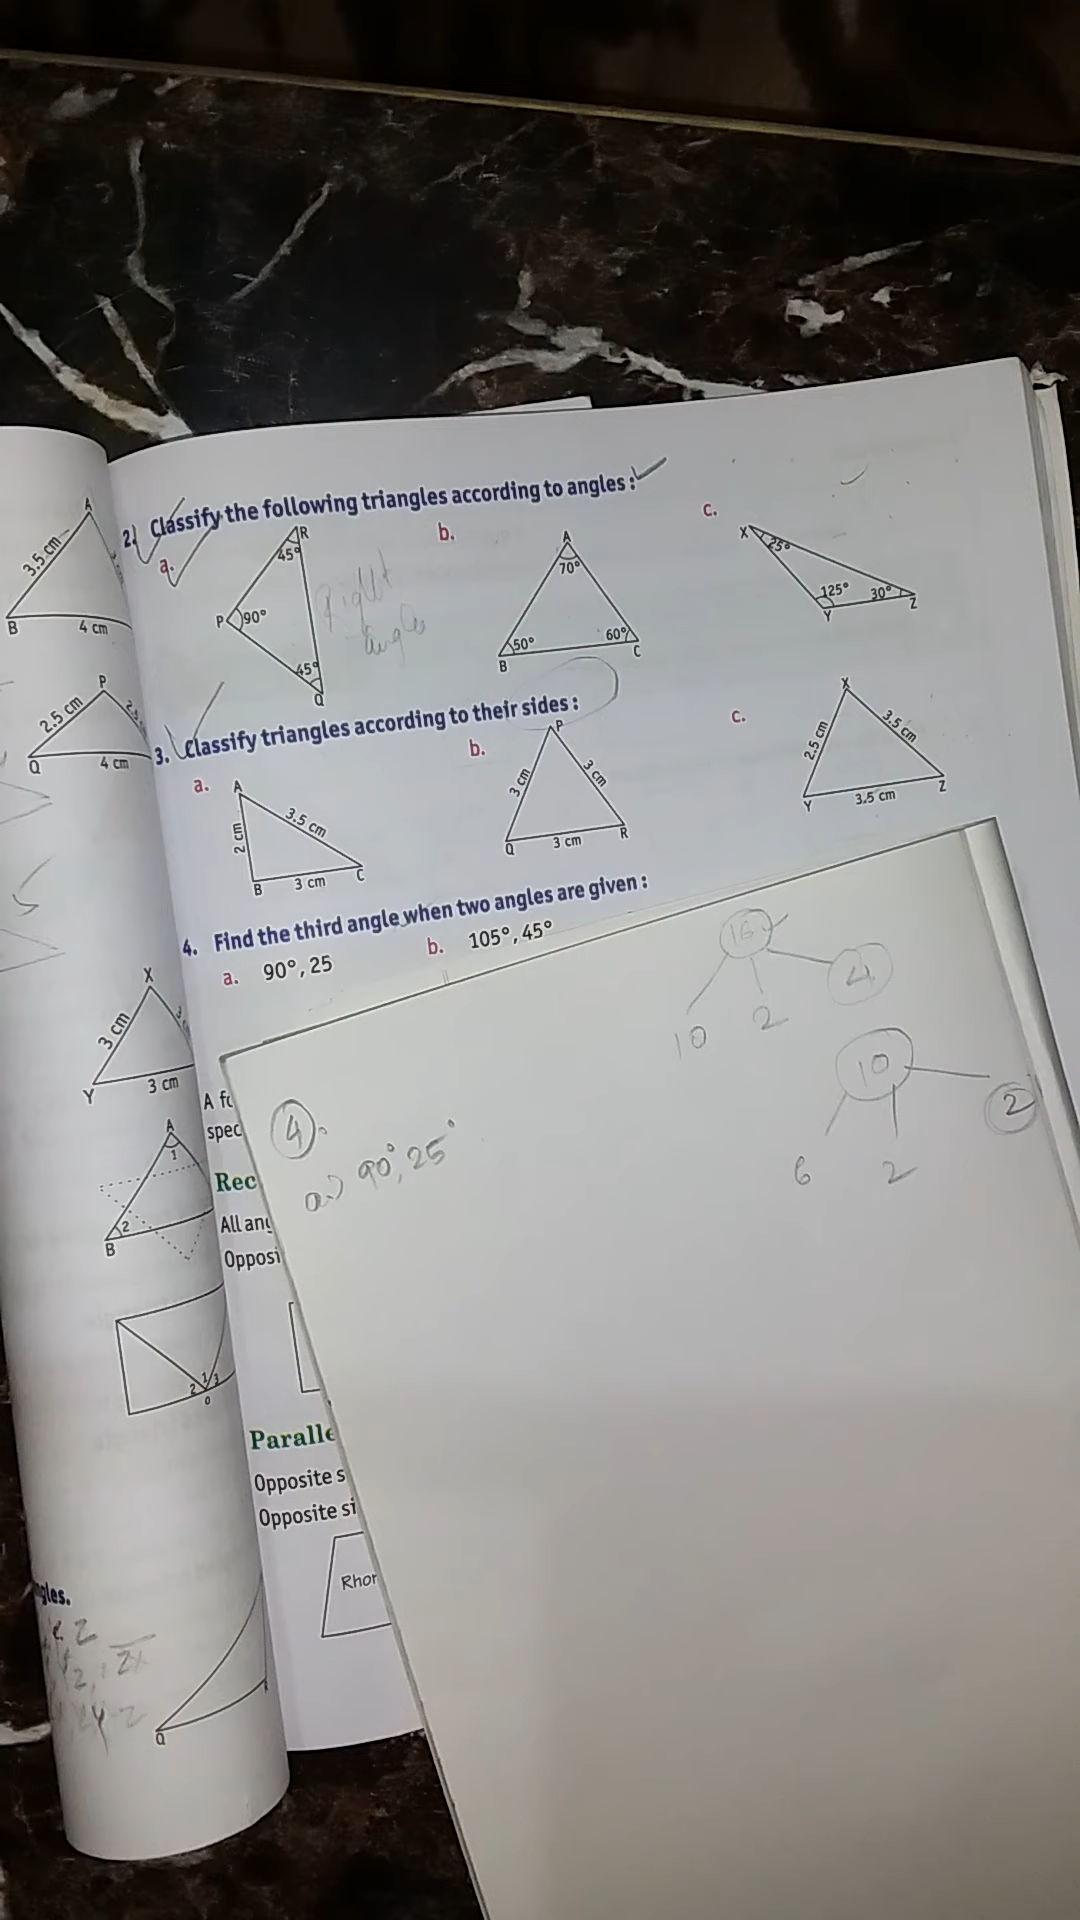 A
3.5 cm
B
4 cm
P
2.5 cm
Q
4 cm
X
3 cm
Y
3 cm
A
1
2
B
1
2
3
O
Q
2. Classify the following triangles according to angles :
a.
R
45°
P
90°
45°
Q
Right
angle
b.
A
70°
B
50°
60°
C
c.
X
25°
125°
30°
Y
Z
3. Classify triangles according to their sides :
a.
A
2 cm
3.5 cm
B
3 cm
C
b.
P
3 cm
3 cm
Q
3 cm
R
c.
X
2.5 cm
3.5 cm
Y
3.5 cm
Z
4. Find the third angle when two angles are given :
a. 90°, 25
b. 105°, 45°
A fo
spec
Rec
All ang
Opposi
Paralle
Opposite s
Opposite si
Rhor
16
10 2 4
10
6 2 2
4.
a.) 90°, 25°